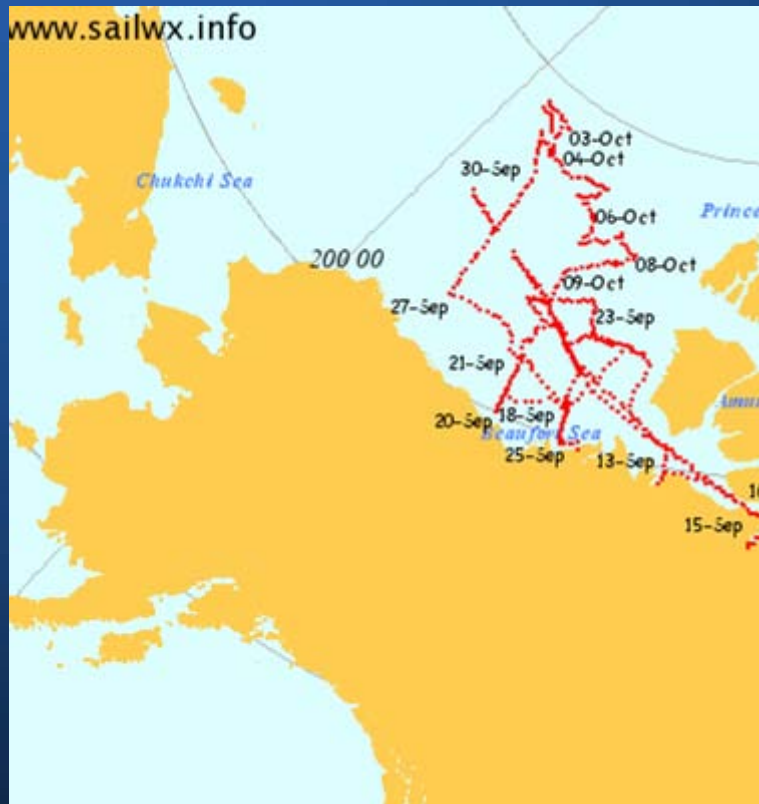 www.sailwx.info
03-Oct
04-Oct
30-Sep
Chukchi Sea
06-Oct
200 00
08-Oct
09-Oct
27-Sep
23-Sep
21-Sep
20-Sep
18-Sep
Beaufort Sea
25-Sep
13-Sep
15-Sep